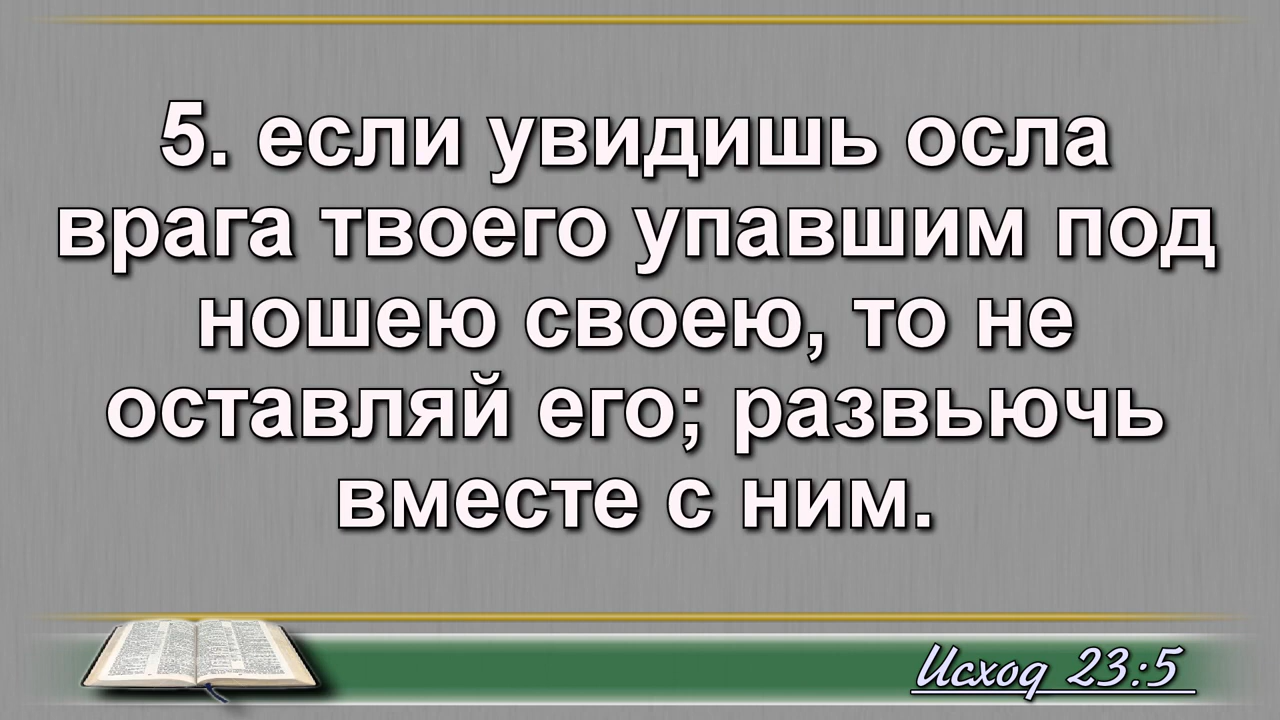 5. если увидишь осла
врага твоего упавшим под
ношею своею, то не
оставляй его; развьючь
вместе с ним.
Исход 23:5